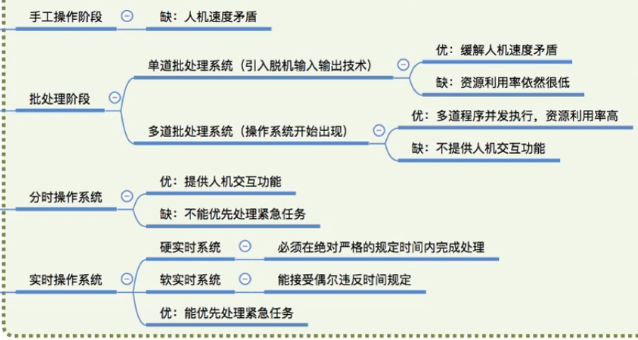 手工操作阶段
缺：人机速度矛盾
批处理阶段
单道批处理系统（引入脱机输入输出技术）
优：缓解人机速度矛盾
缺：资源利用率依然很低
多道批处理系统（操作系统开始出现）
优：多道程序并发执行，资源利用率高
缺：不提供人机交互功能
分时操作系统
优：提供人机交互功能
缺：不能优先处理紧急任务
实时操作系统
硬实时系统
必须在绝对严格的规定时间内完成处理
软实时系统
能接受偶尔违反时间规定
优：能优先处理紧急任务